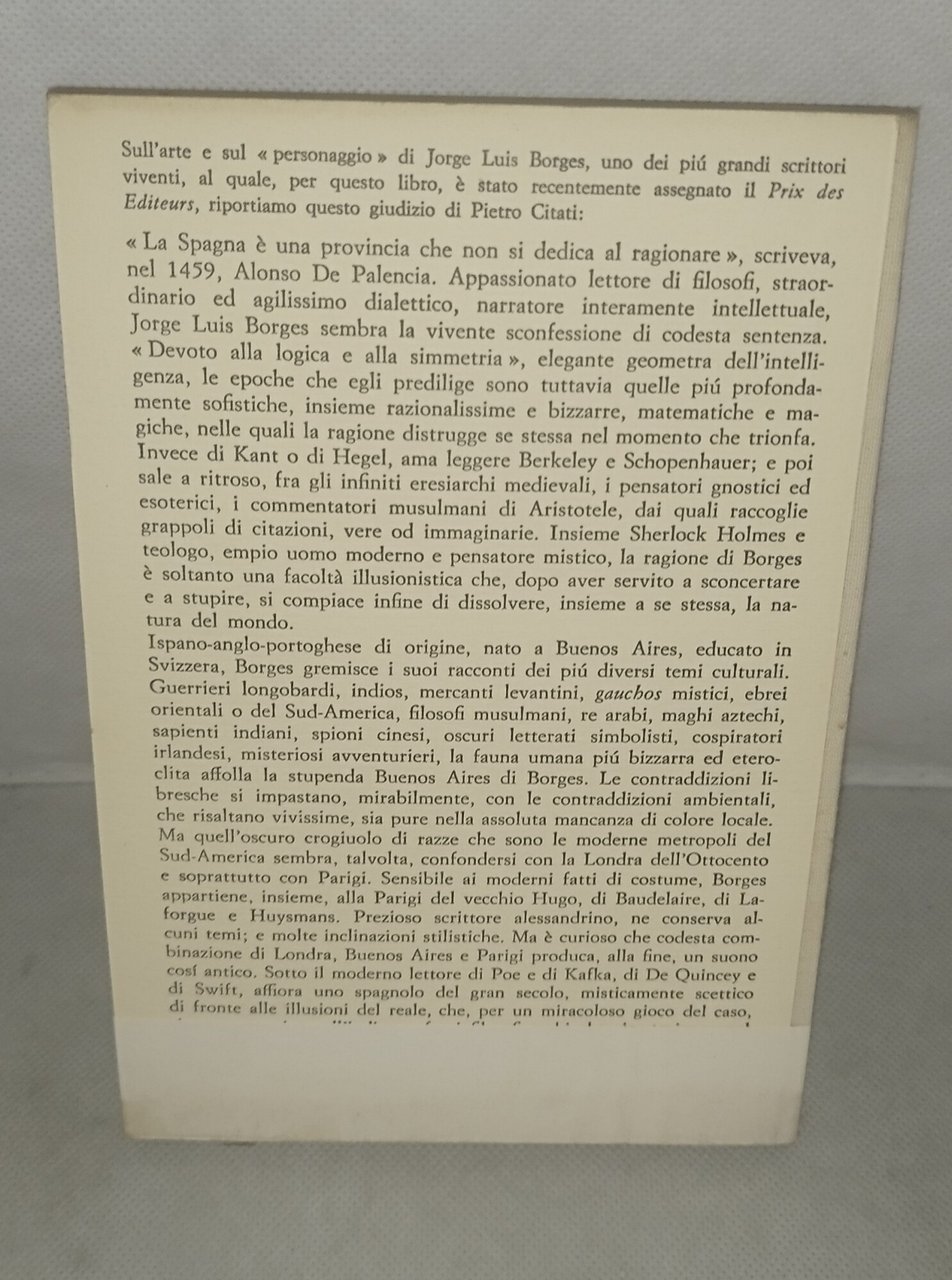 Sull'arte e sul « personaggio » di Jorge Luis Borges, uno dei piú grandi scrittori
viventi, al quale, per questo libro, è stato recentemente assegnato il Prix des
Editeurs, riportiamo questo giudizio di Pietro Citati:
« La Spagna è una provincia che non si dedica al ragionare », scriveva,
nel 1459, Alonso De Palencia. Appassionato lettore di filosofi, straor-
dinario ed agilissimo dialettico, narratore interamente intellettuale,
Jorge Luis Borges sembra la vivente sconfessione di codesta sentenza.
« Devoto alla logica e alla simmetria », elegante geometra dell'intelli-
genza, le epoche che egli predilige sono tuttavia quelle piú profonda-
mente sofistiche, insieme razionalissime e bizzarre, matematiche e ma-
giche, nelle quali la ragione distrugge se stessa nel momento che trionfa.
Invece di Kant o di Hegel, ama leggere Berkeley e Schopenhauer; e poi
sale a ritroso, fra gli infiniti eresiarchi medievali, i pensatori gnostici ed
esoterici, i commentatori musulmani di Aristotele, dai quali raccoglie
grappoli di citazioni, vere od immaginarie. Insieme Sherlock Holmes e
teologo, empio uomo moderno e pensatore mistico, la ragione di Borges
è soltanto una facoltà illusionistica che, dopo aver servito a sconcertare
e a stupire, si compiace infine di dissolvere, insieme a se stessa, la na-
tura del mondo.
Ispano-anglo-portoghese di origine, nato a Buenos Aires, educato in
Svizzera, Borges gremisce i suoi racconti dei piú diversi temi culturali.
Guerrieri longobardi, indios, mercanti levantini, gauchos mistici, ebrei
orientali o del Sud-America, filosofi musulmani, re arabi, maghi aztechi,
sapienti indiani, spioni cinesi, oscuri letterati simbolisti, cospiratori
irlandesi, misteriosi avventurieri, la fauna umana piú bizzarra ed etero-
clita affolla la stupenda Buenos Aires di Borges. Le contraddizioni li-
bresche si impastano, mirabilmente, con le contraddizioni ambientali,
che risaltano vivissime, sia pure nella assoluta mancanza di colore locale.
Ma quell'oscuro crogiuolo di razze che sono le moderne metropoli del
Sud-America sembra, talvolta, confondersi con la Londra dell'Ottocento
e soprattutto con Parigi. Sensibile ai moderni fatti di costume, Borges
appartiene, insieme, alla Parigi del vecchio Hugo, di Baudelaire, di La-
forgue e Huysmans. Prezioso scrittore alessandrino, ne conserva al-
cuni temi; e molte inclinazioni stilistiche. Ma è curioso che codesta com-
binazione di Londra, Buenos Aires e Parigi produca, alla fine, un suono
cosí antico. Sotto il moderno lettore di Poe e di Kafka, di De Quincey e
di Swift, affiora uno spagnolo del gran secolo, misticamente scettico
di fronte alle illusioni del reale, che, per un miracoloso gioco del caso,